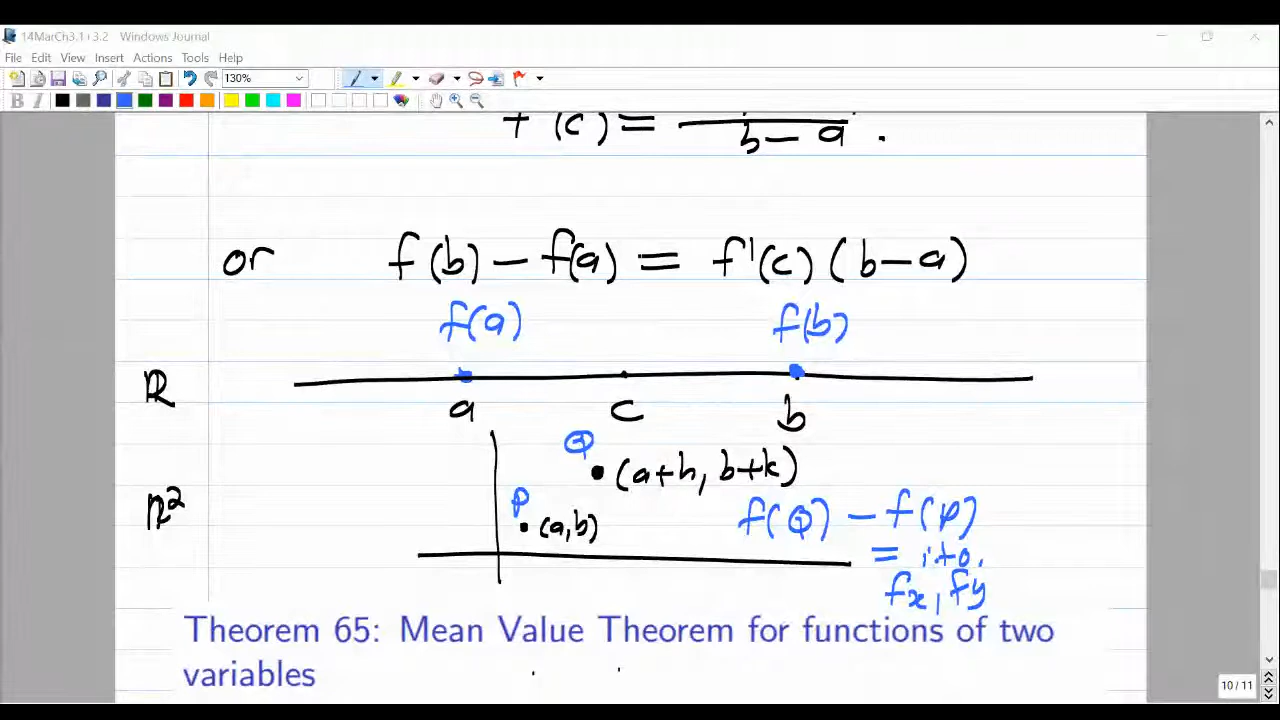 14MarCh3.1+3.2 - Windows Journal
File Edit View Insert Actions Tools Help
130%
B I
f'(c) = b - a .
or f(b) - f(a) = f'(c) (b - a)
f(a) f(b)
ℝ
a c b
Q
•(a+h, b+k)
ℝ²
P
•(a,b)
f(Q) - f(P)
= i.t.o.
fx, fy
Theorem 65: Mean Value Theorem for functions of two
variables
10 / 11